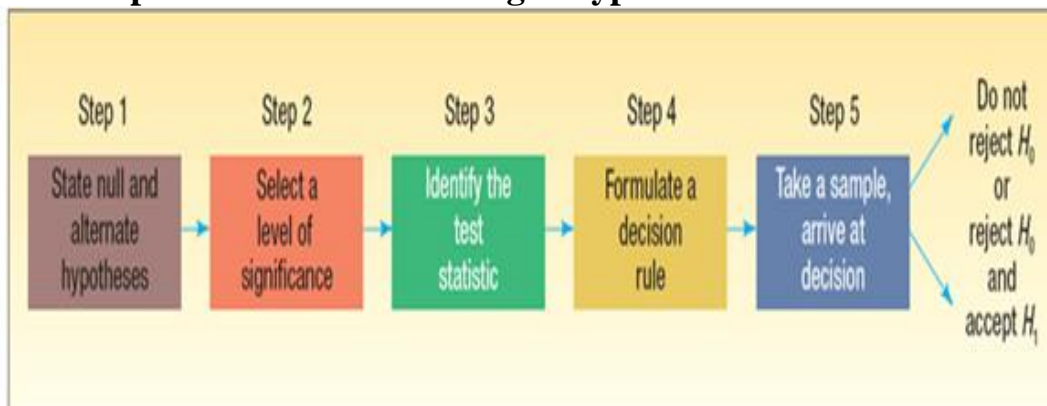 Step 1
State null and
alternate
hypotheses
Step 2
Select a
level of
significance
Step 3
Identify the
test
statistic
Step 4
Formulate a
decision
rule
Step 5
Take a sample,
arrive at
decision
Do not
reject H₀
or
reject H₀
and
accept H₁